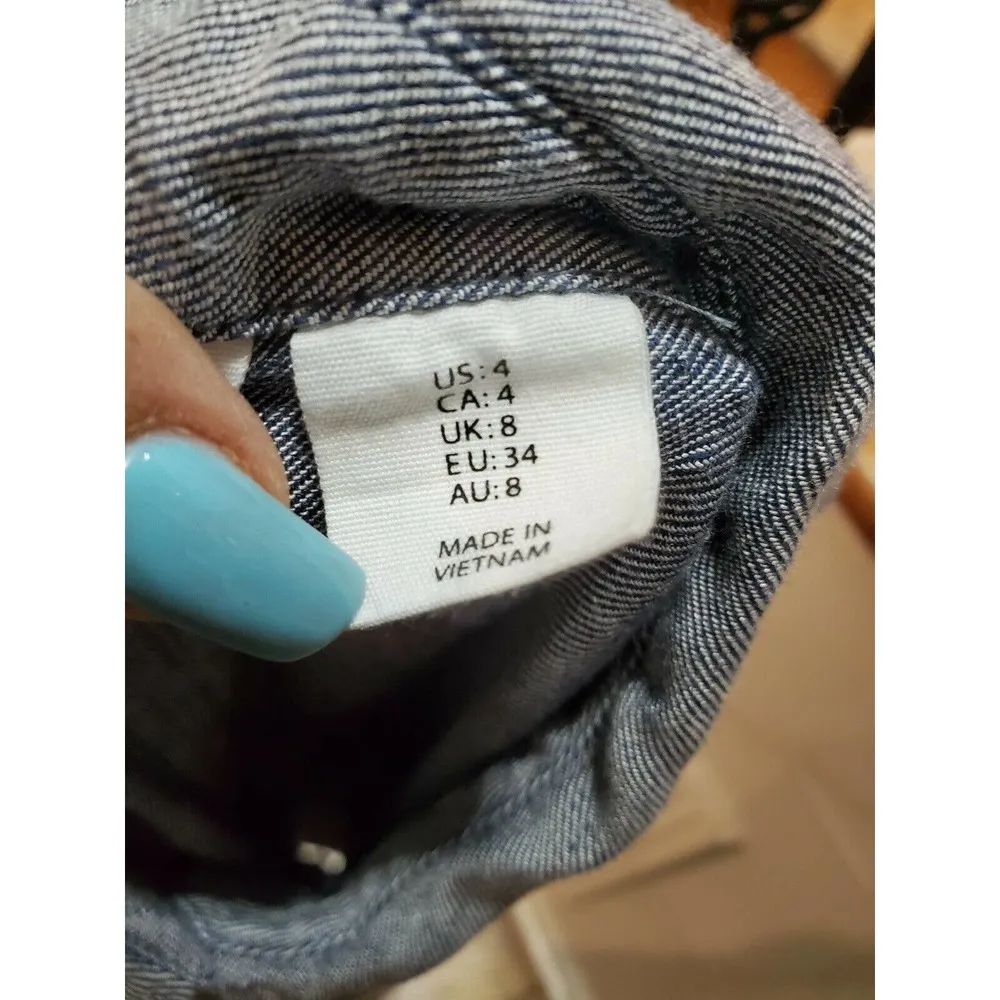 US: 4
CA: 4
UK: 8
EU: 34
AU: 8
MADE IN
VIETNAM